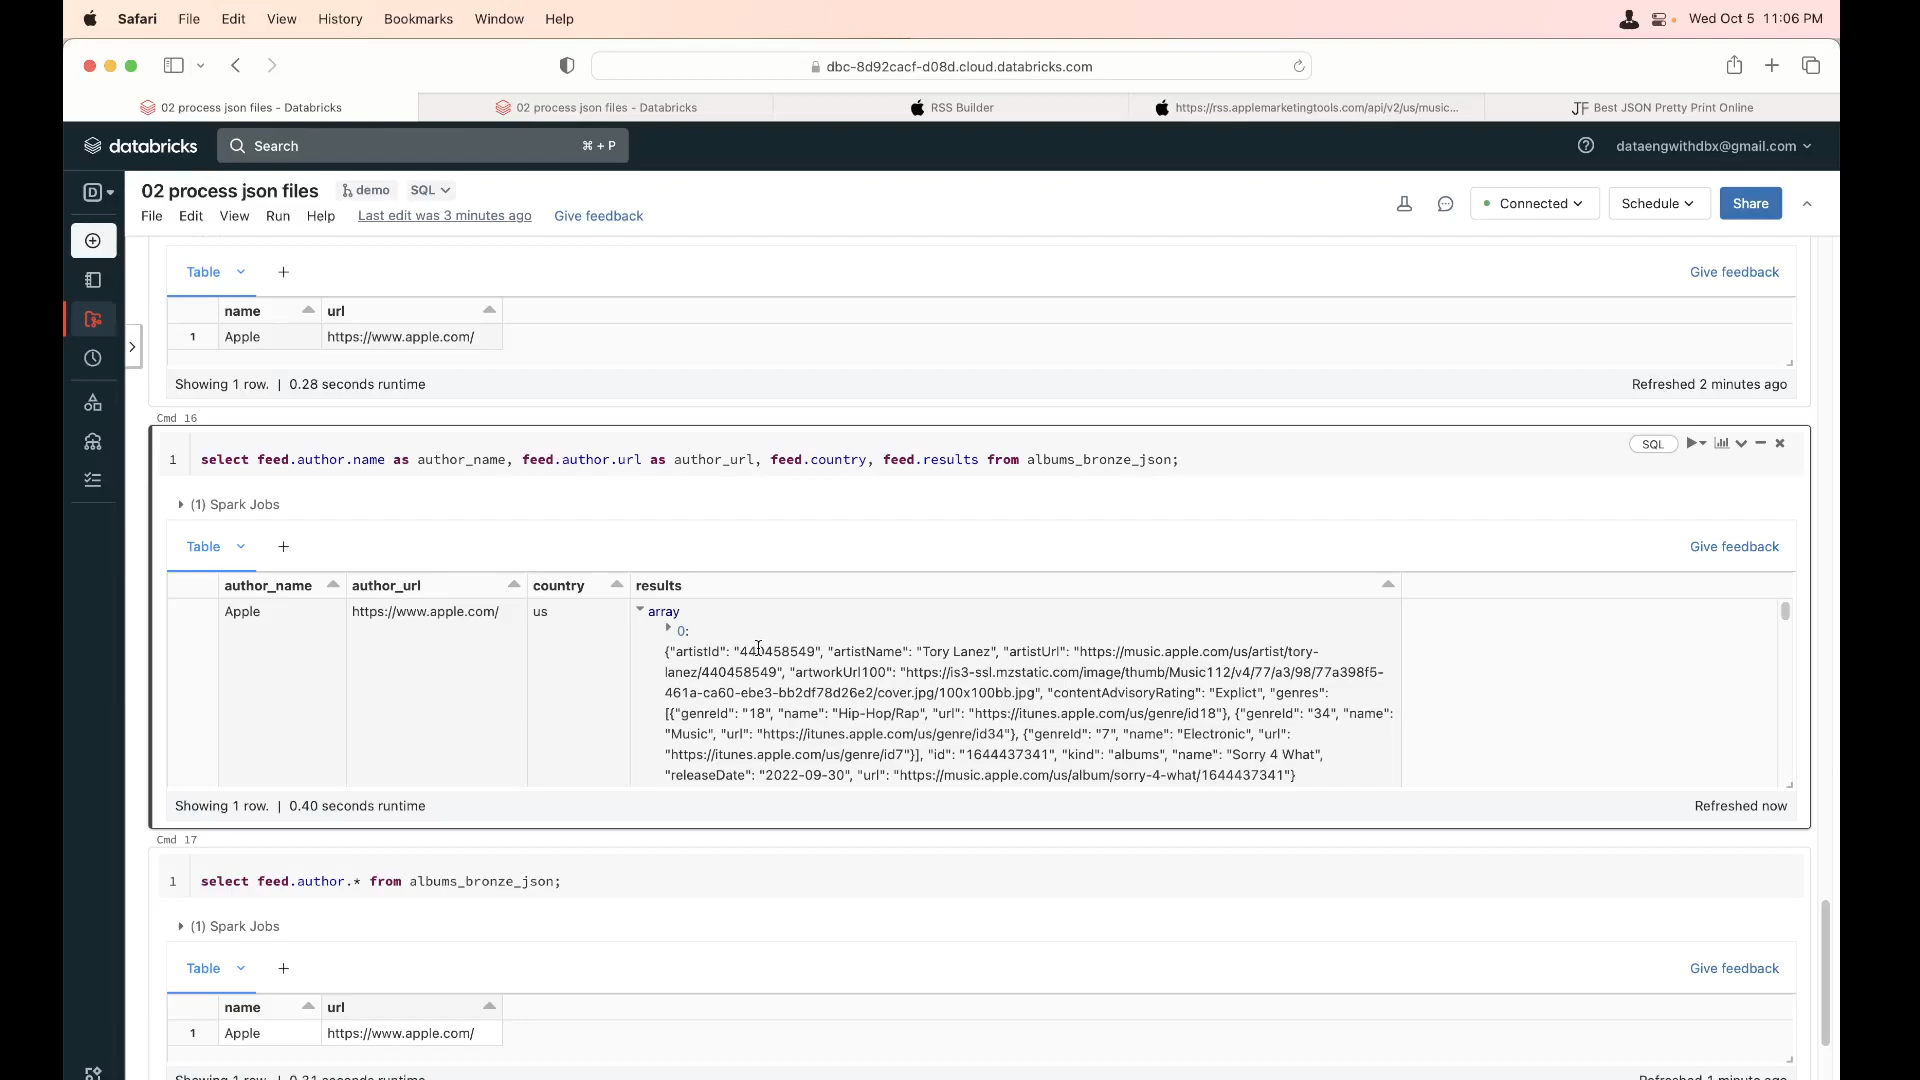 Safari File Edit View History Bookmarks Window Help Wed Oct 5 11:06 PM
dbc-8d92cacf-d08d.cloud.databricks.com
02 process json files - Databricks 02 process json files - Databricks RSS Builder https://rss.applemarketingtools.com/api/v2/us/music... JF Best JSON Pretty Print Online
databricks Search ⌘ + P dataengwithdbx@gmail.com
D 02 process json files demo SQL
File Edit View Run Help Last edit was 3 minutes ago Give feedback Connected Schedule Share
Table + Give feedback
name url
1 Apple https://www.apple.com/
Showing 1 row. | 0.28 seconds runtime Refreshed 2 minutes ago
Cmd 16
SQL
1 select feed.author.name as author_name, feed.author.url as author_url, feed.country, feed.results from albums_bronze_json;
(1) Spark Jobs
Table + Give feedback
author_name author_url country results
Apple https://www.apple.com/ us array
0:
{"artistId": "440458549", "artistName": "Tory Lanez", "artistUrl": "https://music.apple.com/us/artist/tory-
lanez/440458549", "artworkUrl100": "https://is3-ssl.mzstatic.com/image/thumb/Music112/v4/77/a3/98/77a398f5-
461a-ca60-ebe3-bb2df78d26e2/cover.jpg/100x100bb.jpg", "contentAdvisoryRating": "Explict", "genres":
[{"genreId": "18", "name": "Hip-Hop/Rap", "url": "https://itunes.apple.com/us/genre/id18"}, {"genreId": "34", "name":
"Music", "url": "https://itunes.apple.com/us/genre/id34"}, {"genreId": "7", "name": "Electronic", "url":
"https://itunes.apple.com/us/genre/id7"}], "id": "1644437341", "kind": "albums", "name": "Sorry 4 What",
"releaseDate": "2022-09-30", "url": "https://music.apple.com/us/album/sorry-4-what/1644437341"}
Showing 1 row. | 0.40 seconds runtime Refreshed now
Cmd 17
1 select feed.author.* from albums_bronze_json;
(1) Spark Jobs
Table + Give feedback
name url
1 Apple https://www.apple.com/
Showing 1 row. | 0.31 seconds runtime Refreshed 1 minute ago